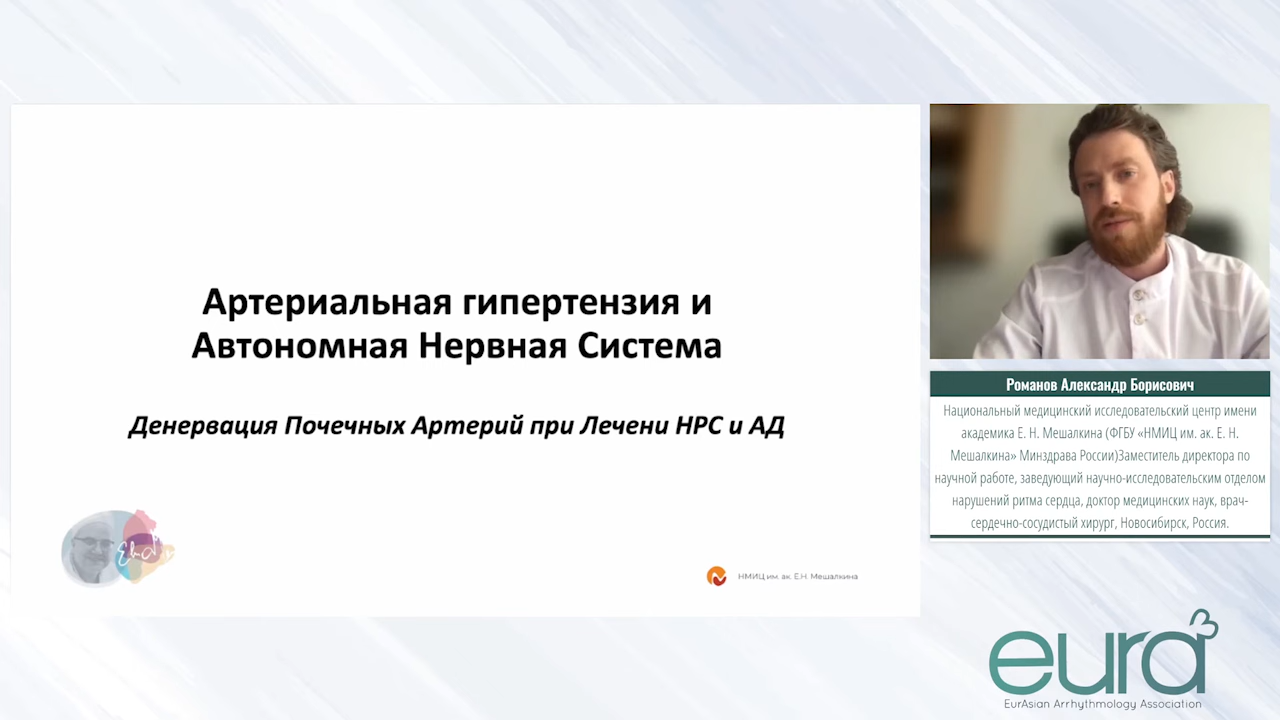 Артериальная гипертензия и
Автономная Нервная Система
Денервация Почечных Артерий при Лечени НРС и АД
НМИЦ им. ак. Е.Н. Мешалкина
Романов Александр Борисович
Национальный медицинский исследовательский центр имени
академика Е. Н. Мешалкина (ФГБУ «НМИЦ им. ак. Е. Н.
Мешалкина» Минздрава России)Заместитель директора по
научной работе, заведующий научно-исследовательским отделом
нарушений ритма сердца, доктор медицинских наук, врач-
сердечно-сосудистый хирург, Новосибирск, Россия.
eura
EurAsian Arrhythmology Association